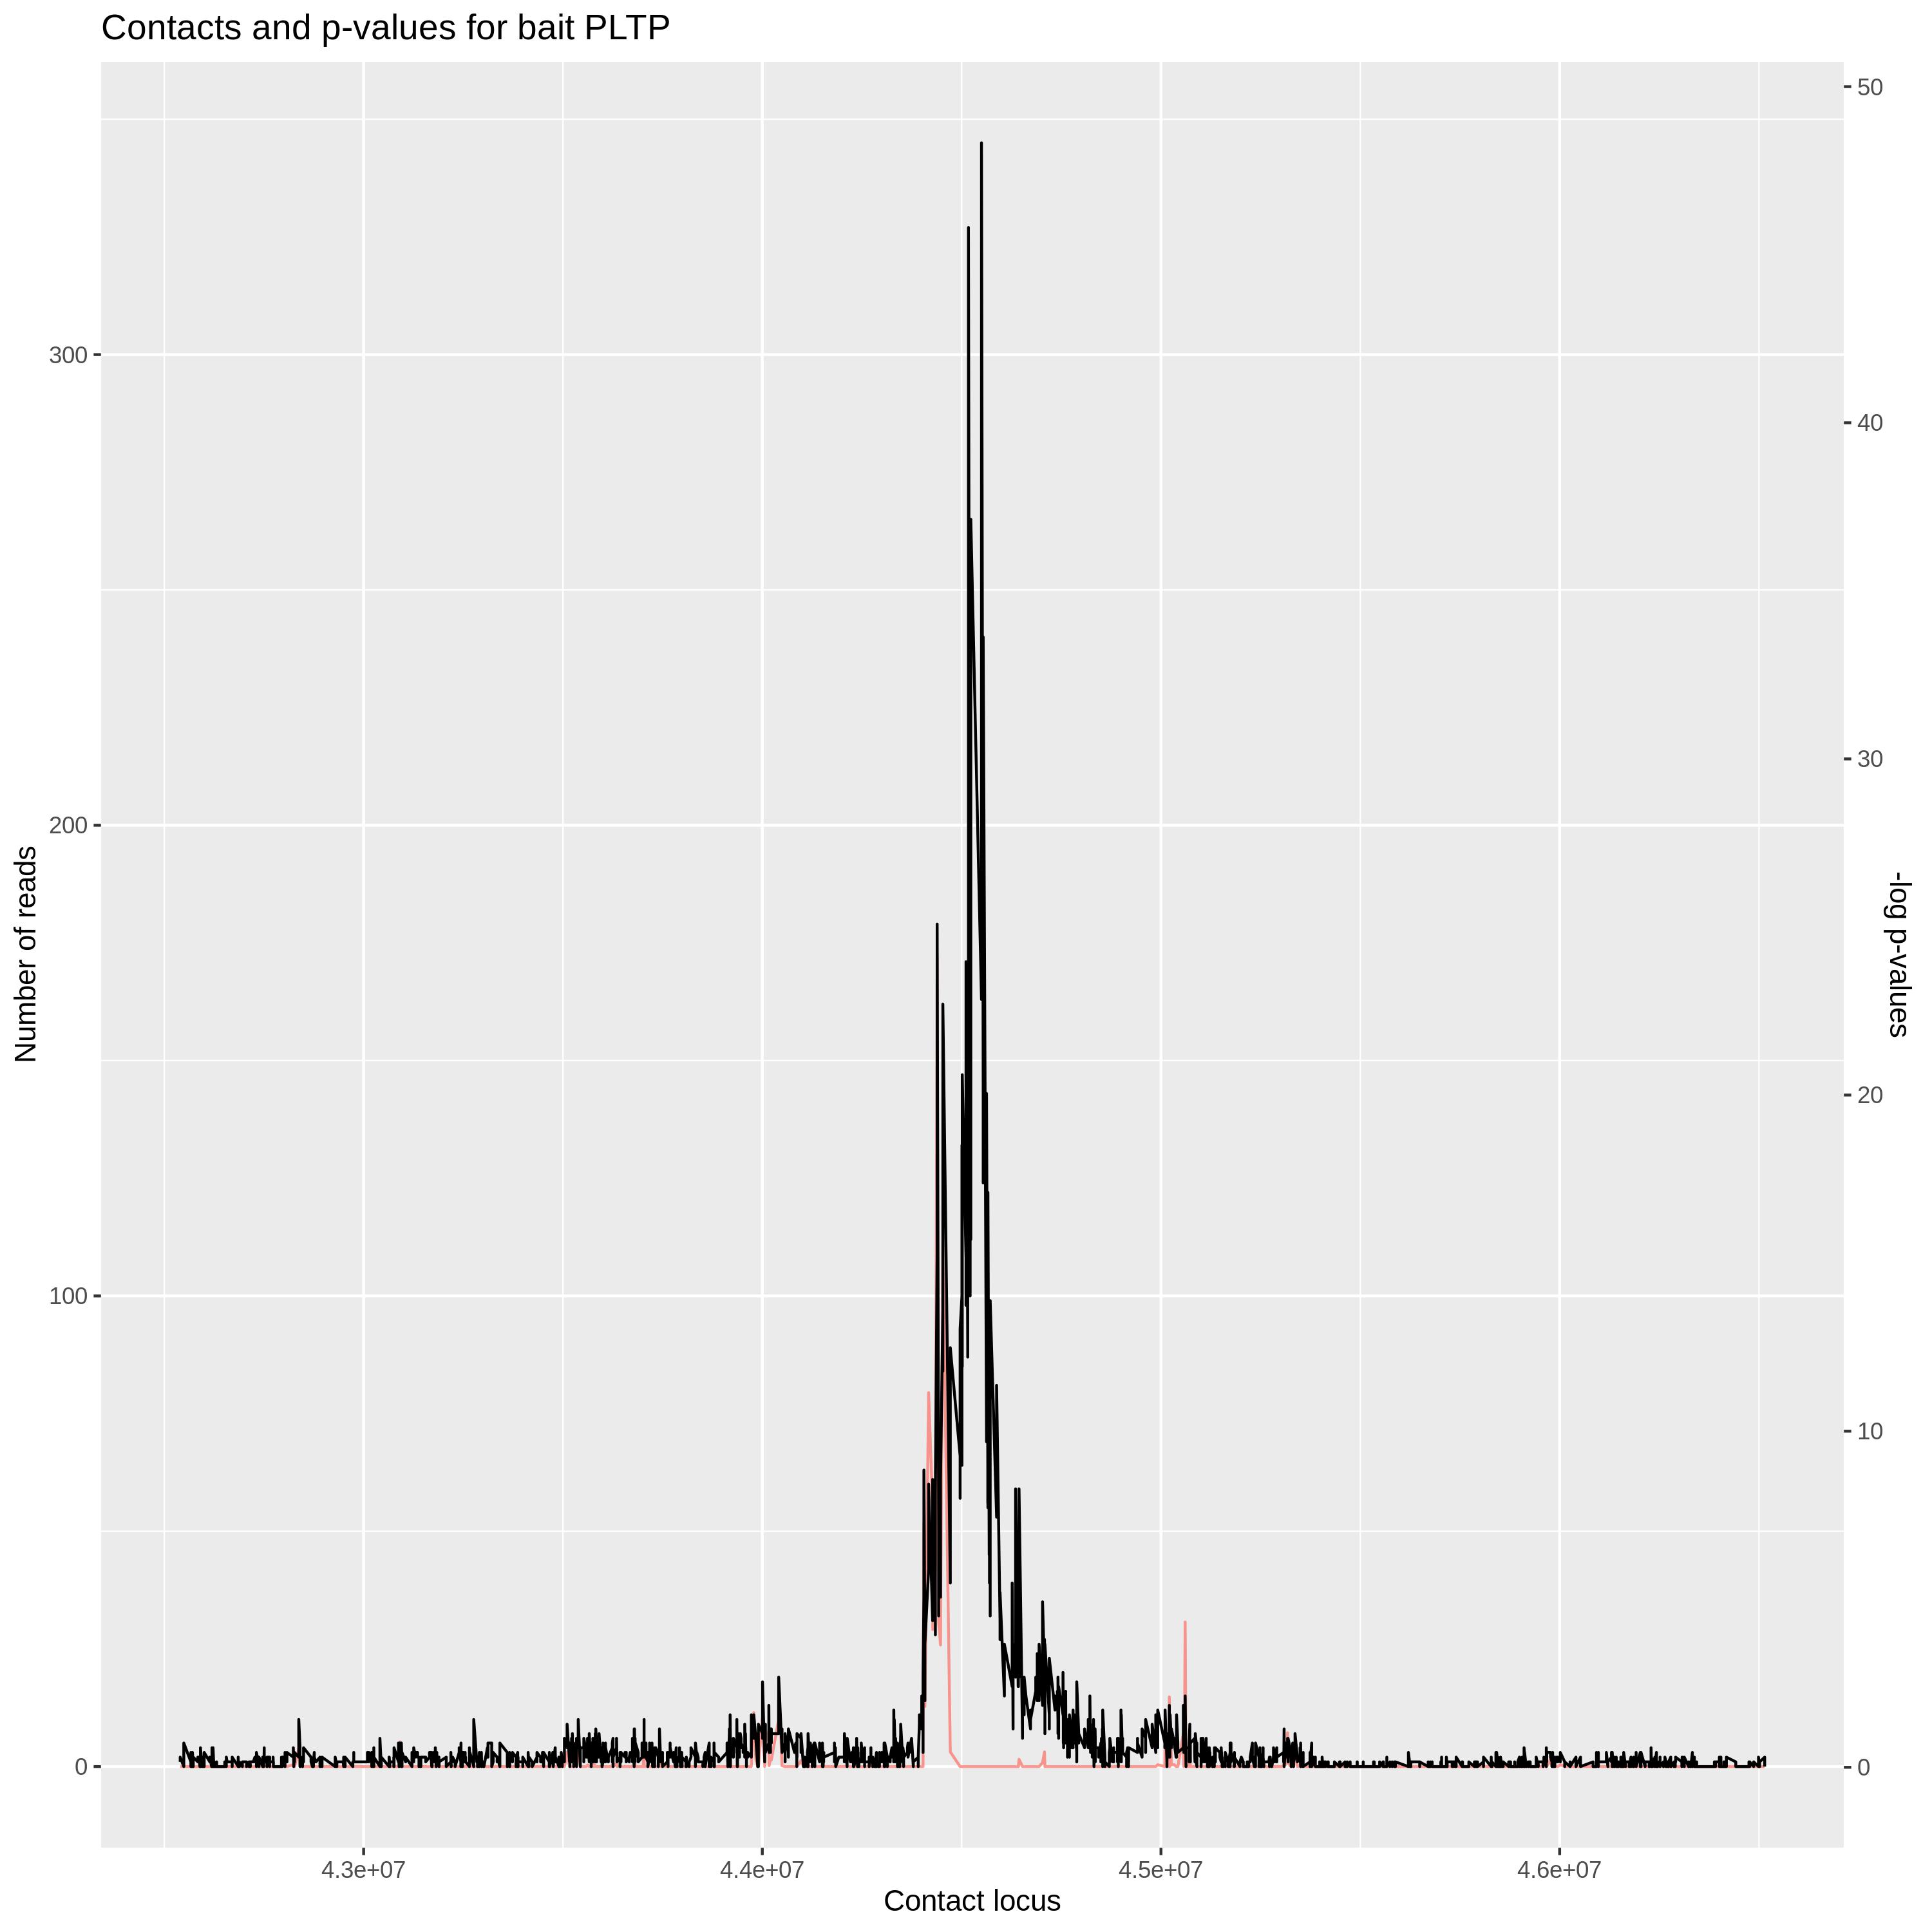 Contacts and p-values for bait PLTP
50
300
40
30
200
Number of reads
-log p-values
20
100
10
0
0
4.3e+07
4.4e+07
4.5e+07
4.6e+07
Contact locus